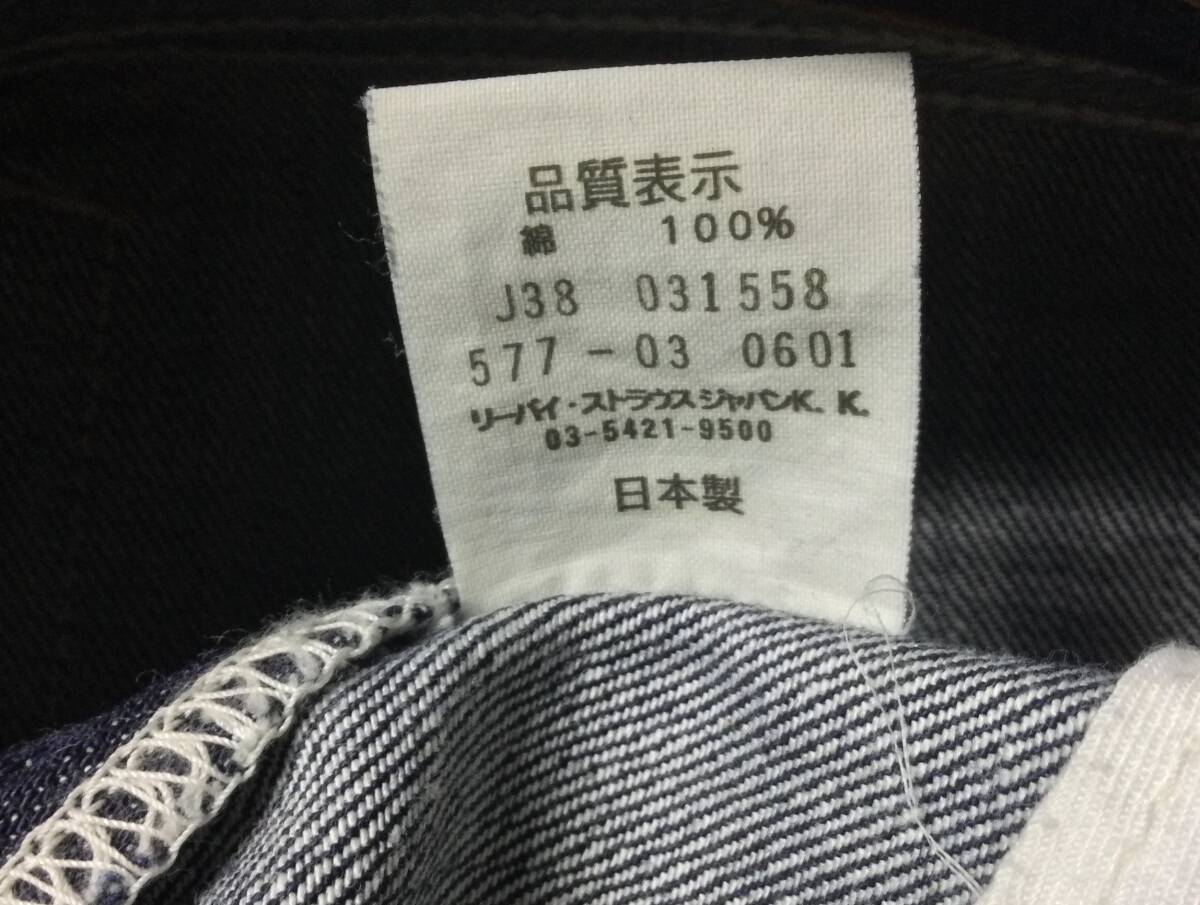 品質表示
綿 100%
J38 031558
577-03 0601
リーバイ・ストラウスジャパンK.K.
03-5421-9500
日本製